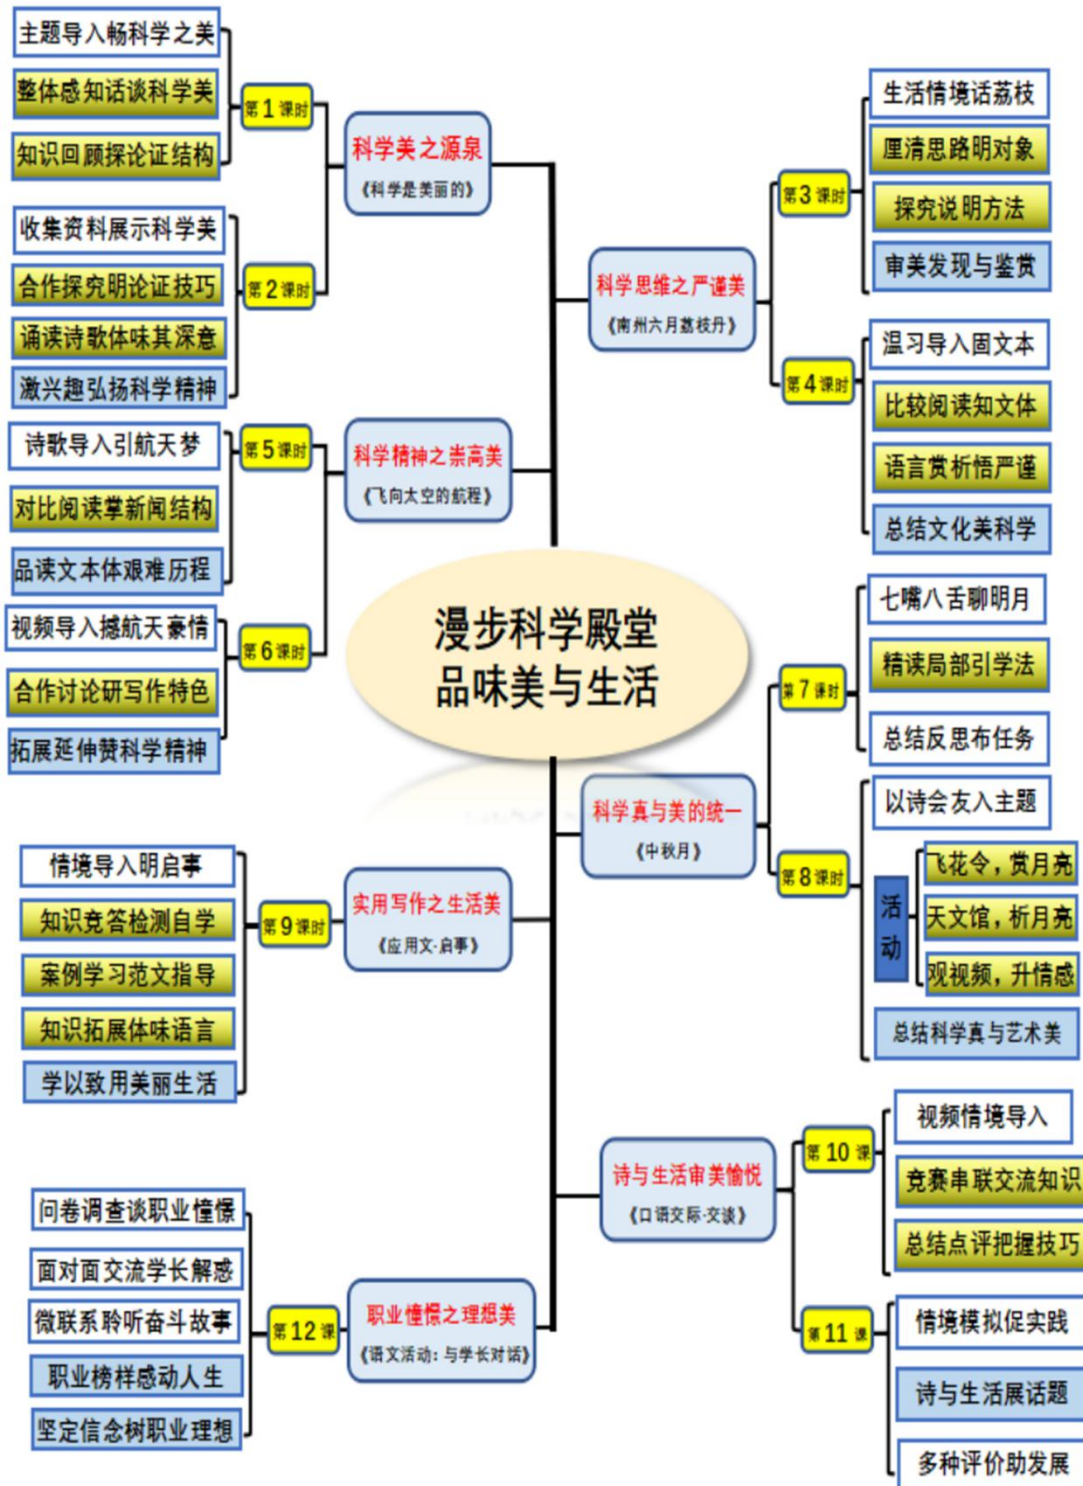 漫步科学殿堂
品味美与生活
科学美之源泉
《科学是美丽的》
第1课时
主题导入畅科学之美
整体感知话谈科学美
知识回顾探论证结构
第2课时
收集资料展示科学美
合作探究明论证技巧
诵读诗歌体味其深意
激兴趣弘扬科学精神
科学思维之严谨美
《南州六月荔枝丹》
第3课时
生活情境话荔枝
厘清思路明对象
探究说明方法
审美发现与鉴赏
第4课时
温习导入固文本
比较阅读知文体
语言赏析悟严谨
总结文化美科学
科学精神之崇高美
《飞向太空的航程》
第5课时
诗歌导入引航天梦
对比阅读掌新闻结构
品读文本体艰难历程
第6课时
视频导入撼航天豪情
合作讨论研写作特色
拓展延伸赞科学精神
科学真与美的统一
《中秋月》
第7课时
七嘴八舌聊明月
精读局部引学法
总结反思布任务
第8课时
以诗会友入主题
活动
飞花令，赏月亮
天文馆，析月亮
观视频，升情感
总结科学真与艺术美
实用写作之生活美
《应用文·启事》
第9课时
情境导入明启事
知识竞答检测自学
案例学习范文指导
知识拓展体味语言
学以致用美丽生活
诗与生活审美愉悦
《口语交际·交谈》
第10课
视频情境导入
竞赛串联交流知识
总结点评把握技巧
第11课
情境模拟促实践
诗与生活展话题
多种评价助发展
职业憧憬之理想美
《语文活动：与学长对话》
第12课
问卷调查谈职业憧憬
面对面交流学长解惑
微联系聆听奋斗故事
职业榜样感动人生
坚定信念树职业理想